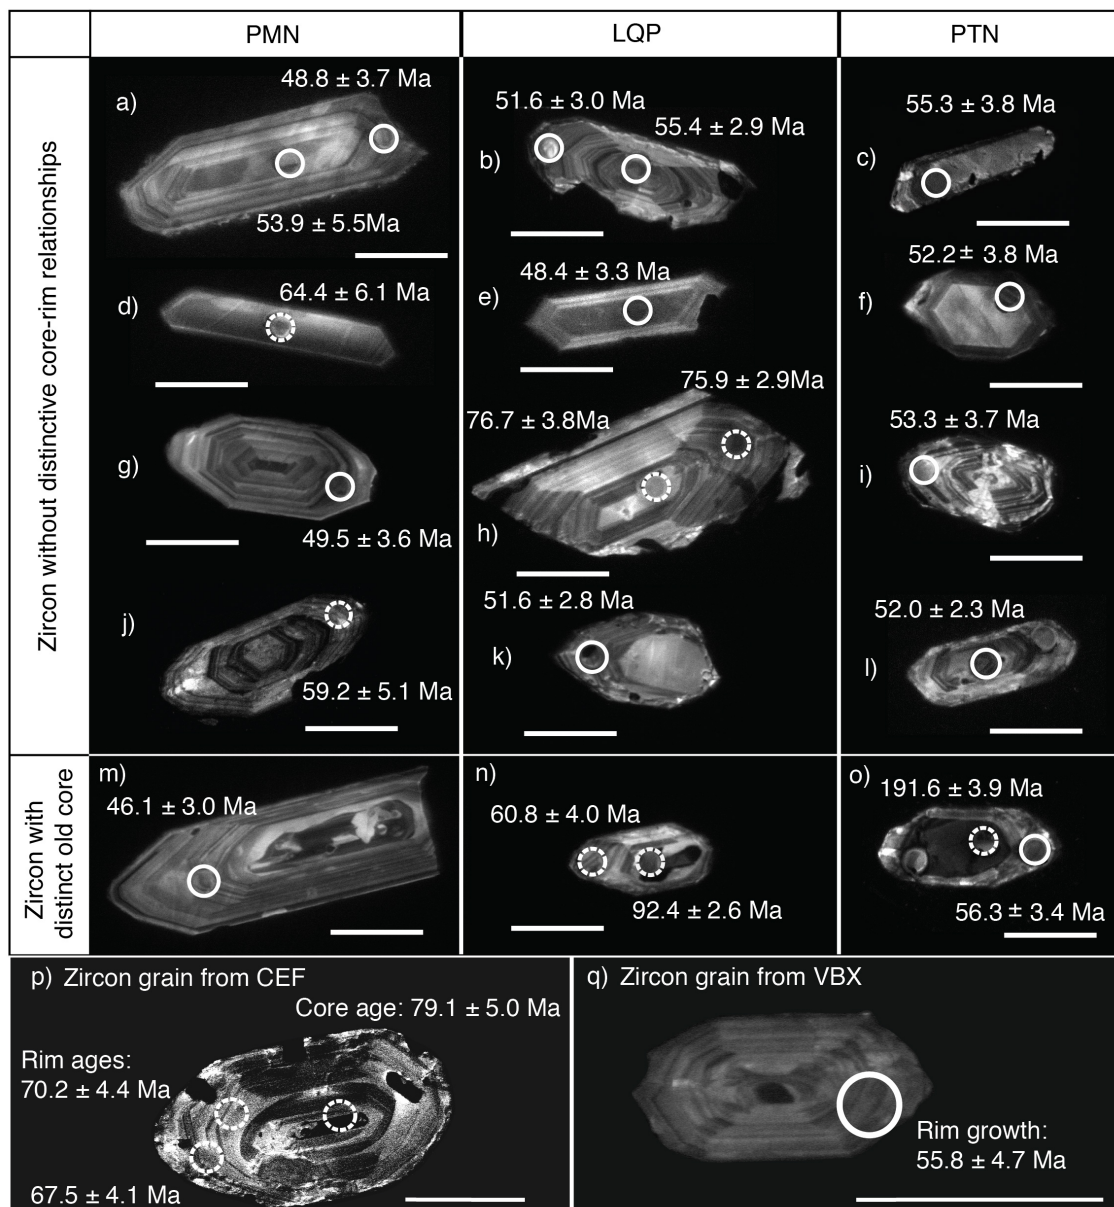 PMN
LQP
PTN
Zircon without distinctive core-rim relationships
a)
48.8 ± 3.7 Ma
53.9 ± 5.5Ma
51.6 ± 3.0 Ma
55.4 ± 2.9 Ma
b)
55.3 ± 3.8 Ma
c)
d)
64.4 ± 6.1 Ma
48.4 ± 3.3 Ma
e)
52.2 ± 3.8 Ma
f)
g)
49.5 ± 3.6 Ma
75.9 ± 2.9Ma
76.7 ± 3.8Ma
h)
53.3 ± 3.7 Ma
i)
j)
59.2 ± 5.1 Ma
51.6 ± 2.8 Ma
k)
52.0 ± 2.3 Ma
l)
Zircon with
distinct old core
m)
46.1 ± 3.0 Ma
n)
60.8 ± 4.0 Ma
92.4 ± 2.6 Ma
o)
191.6 ± 3.9 Ma
56.3 ± 3.4 Ma
p) Zircon grain from CEF
Core age: 79.1 ± 5.0 Ma
Rim ages:
70.2 ± 4.4 Ma
67.5 ± 4.1 Ma
q) Zircon grain from VBX
Rim growth:
55.8 ± 4.7 Ma